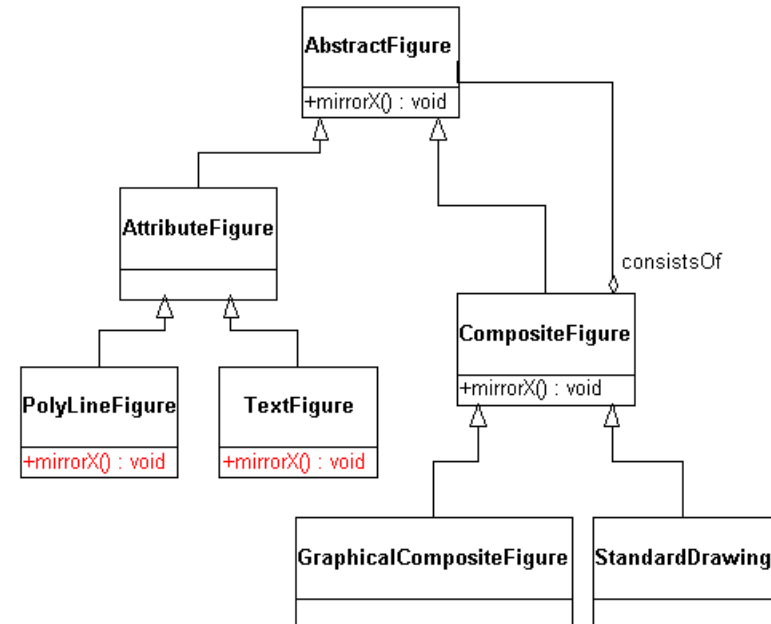 AbstractFigure
+mirrorX() : void
AttributeFigure
consistsOf
CompositeFigure
+mirrorX() : void
PolyLineFigure
+mirrorX() : void
TextFigure
+mirrorX() : void
GraphicalCompositeFigure
StandardDrawing